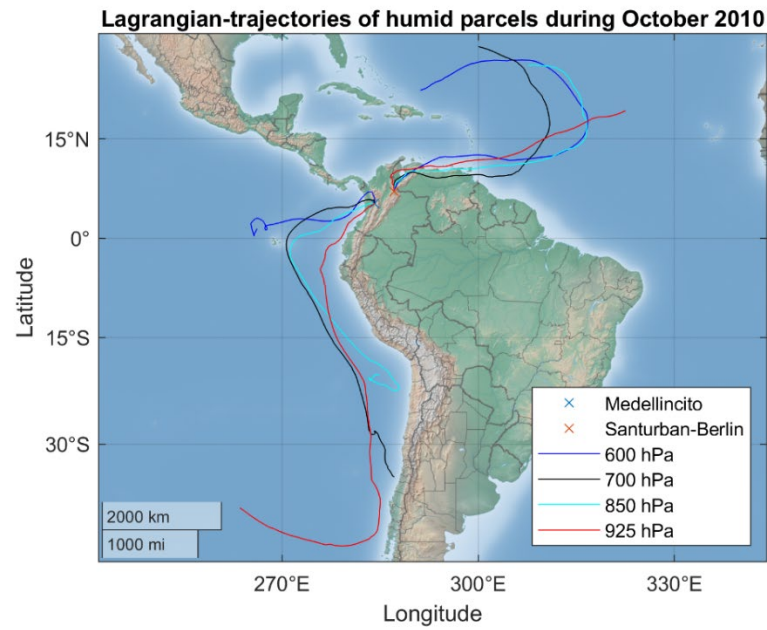 Lagrangian-trajectories of humid parcels during October 2010
15°N
0°
15°S
30°S
Latitude
Medellincito
Santurban-Berlin
600 hPa
700 hPa
850 hPa
925 hPa
2000 km
1000 mi
270°E
300°E
330°E
Longitude